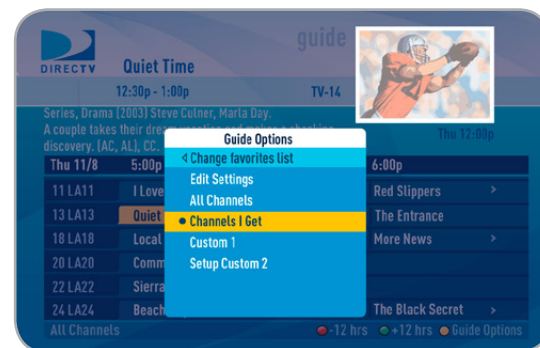 guide
DIRECTV
Quiet Time
12:30p - 1:00p TV-14
Series, Drama (2003) Steve Culner, Marla Day.
A couple takes their dream
discovery. (AC, AL), CC.
Thu 12:00p
Guide Options
Change favorites list
Edit Settings
All Channels
Channels I Get
Custom 1
Setup Custom 2
Thu 11/8 5:00p 6:00p
11 LA11 I Love Red Slippers >
13 LA13 Quiet The Entrance
18 LA18 Local More News >
20 LA20 Comm
22 LA22 Sierra
24 LA24 Beach The Black Secret >
All Channels -12 hrs +12 hrs Guide Options